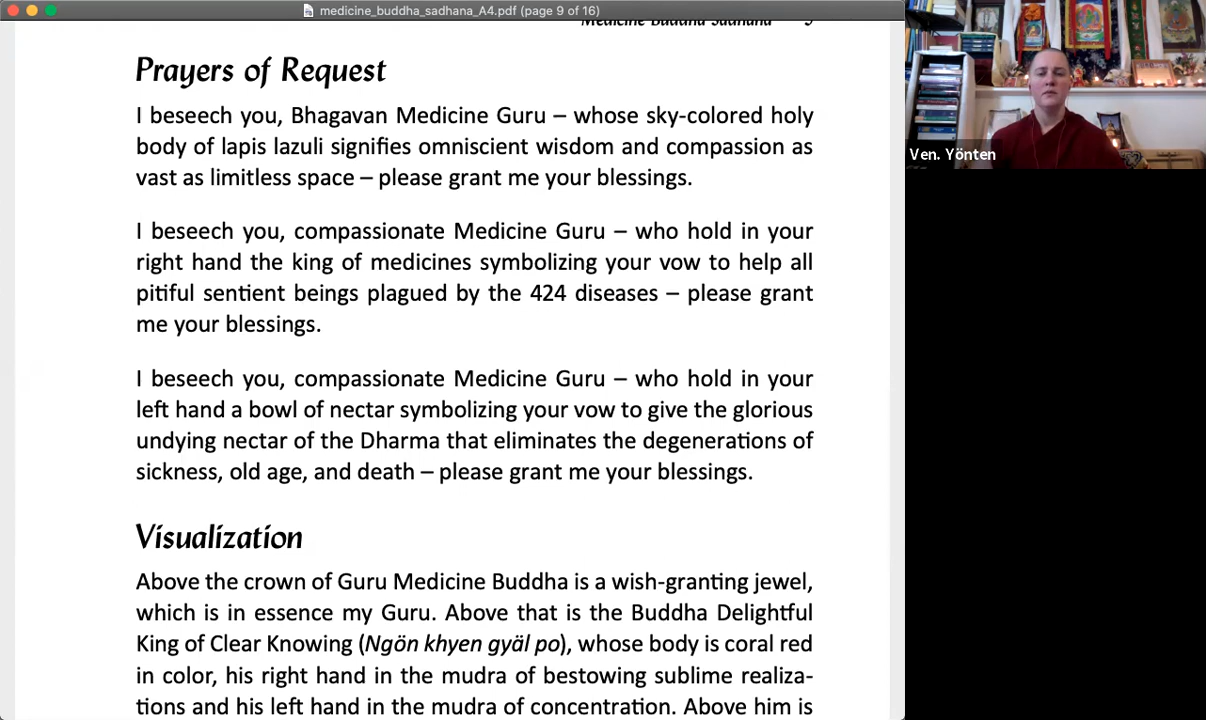 medicine_buddha_sadhana_A4.pdf (page 9 of 16)
Medicine Buddha Sadhana
Prayers of Request
I beseech you, Bhagavan Medicine Guru – whose sky-colored holy
body of lapis lazuli signifies omniscient wisdom and compassion as
vast as limitless space – please grant me your blessings.
I beseech you, compassionate Medicine Guru – who hold in your
right hand the king of medicines symbolizing your vow to help all
pitiful sentient beings plagued by the 424 diseases – please grant
me your blessings.
I beseech you, compassionate Medicine Guru – who hold in your
left hand a bowl of nectar symbolizing your vow to give the glorious
undying nectar of the Dharma that eliminates the degenerations of
sickness, old age, and death – please grant me your blessings.
Visualization
Above the crown of Guru Medicine Buddha is a wish-granting jewel,
which is in essence my Guru. Above that is the Buddha Delightful
King of Clear Knowing (Ngön khyen gyäl po), whose body is coral red
in color, his right hand in the mudra of bestowing sublime realiza-
tions and his left hand in the mudra of concentration. Above him is
Ven. Yönten